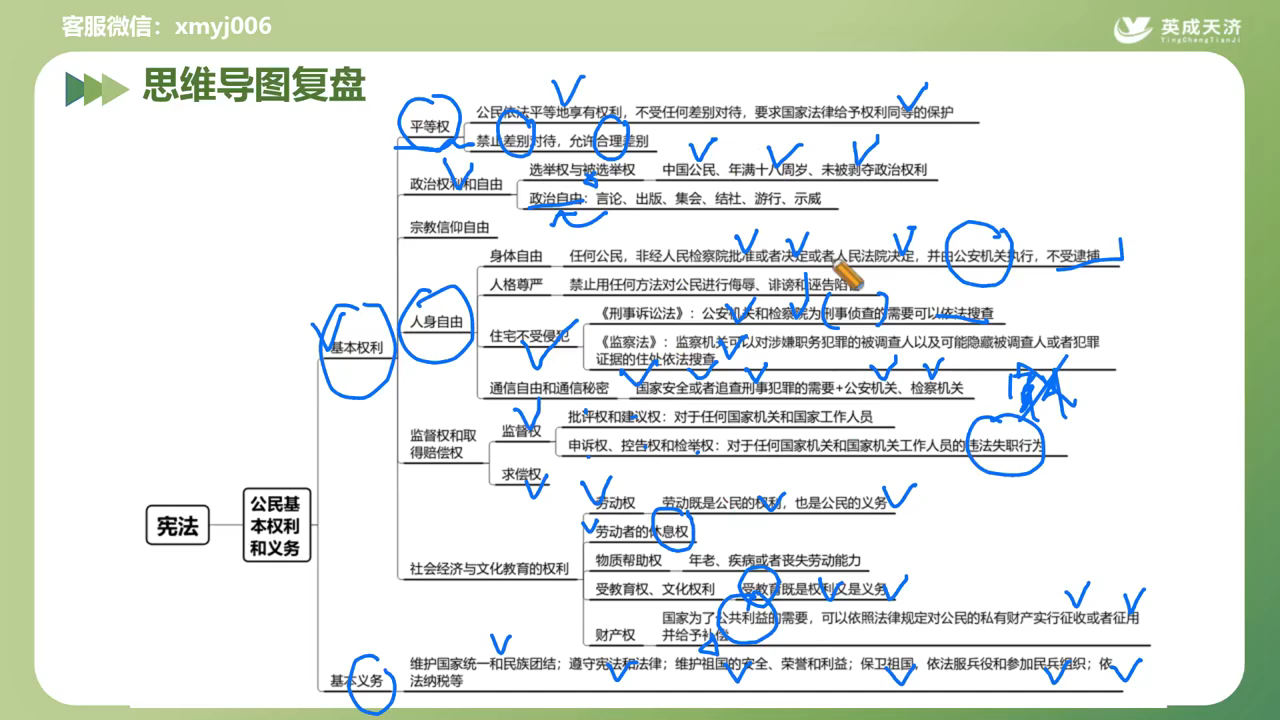 客服微信：xmyj006
英成天济
YingChengTianJi
思维导图复盘
公民依法平等地享有权利，不受任何差别对待，要求国家法律给予权利同等的保护
平等权
禁止差别对待，允许合理差别
选举权与被选举权
中国公民、年满十八周岁、未被剥夺政治权利
政治权利和自由
政治自由：言论、出版、集会、结社、游行、示威
宗教信仰自由
身体自由
任何公民，非经人民检察院批准或者决定或者人民法院决定，并由公安机关执行，不受逮捕
人格尊严
禁止用任何方法对公民进行侮辱、诽谤和诬告陷害
人身自由
《刑事诉讼法》：公安机关和检察院为刑事侦查的需要可以依法搜查
住宅不受侵犯
《监察法》：监察机关可以对涉嫌职务犯罪的被调查人以及可能隐藏被调查人或者犯罪
证据的住处依法搜查
基本权利
通信自由和通信秘密
国家安全或者追查刑事犯罪的需要+公安机关、检察机关
批评权和建议权：对于任何国家机关和国家工作人员
监督权
监督权和取
得赔偿权
申诉权、控告权和检举权：对于任何国家机关和国家机关工作人员的违法失职行为
求偿权
宪法
公民基
本权利
和义务
劳动权
劳动既是公民的权利，也是公民的义务
劳动者的休息权
物质帮助权
年老、疾病或者丧失劳动能力
社会经济与文化教育的权利
受教育权、文化权利
受教育既是权利又是义务
国家为了公共利益的需要，可以依照法律规定对公民的私有财产实行征收或者征用
并给予补偿
财产权
基本义务
维护国家统一和民族团结；遵守宪法和法律；维护祖国的安全、荣誉和利益；保卫祖国，依法服兵役和参加民兵组织；依
法纳税等